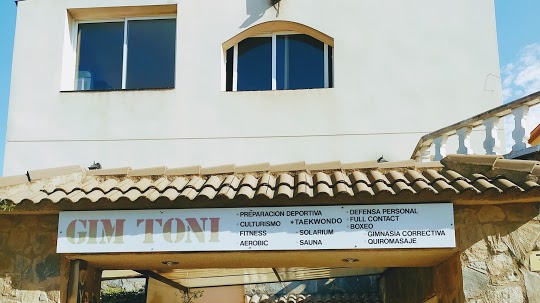 GIM TONI
· PREPARACION DEPORTIVA
· CULTURISMO · TAEKWONDO
FITNESS · SOLARIUM
AEROBIC · SAUNA
· DEFENSA PERSONAL
· FULL CONTACT
BOXEO
GIMNASIA CORRECTIVA
QUIROMASAJE